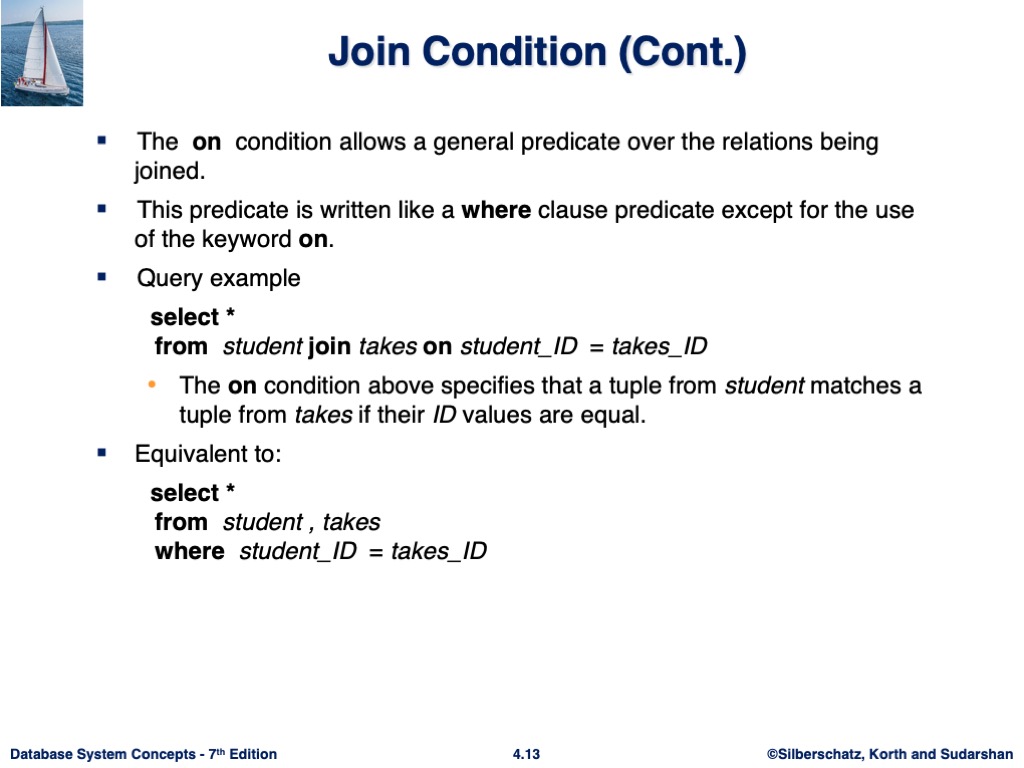 Join Condition (Cont.)
▪ The on condition allows a general predicate over the relations being
joined.
▪ This predicate is written like a where clause predicate except for the use
of the keyword on.
▪ Query example
select *
from student join takes on student_ID = takes_ID
• The on condition above specifies that a tuple from student matches a
tuple from takes if their ID values are equal.
▪ Equivalent to:
select *
from student , takes
where student_ID = takes_ID
Database System Concepts - 7th Edition 4.13 ©Silberschatz, Korth and Sudarshan